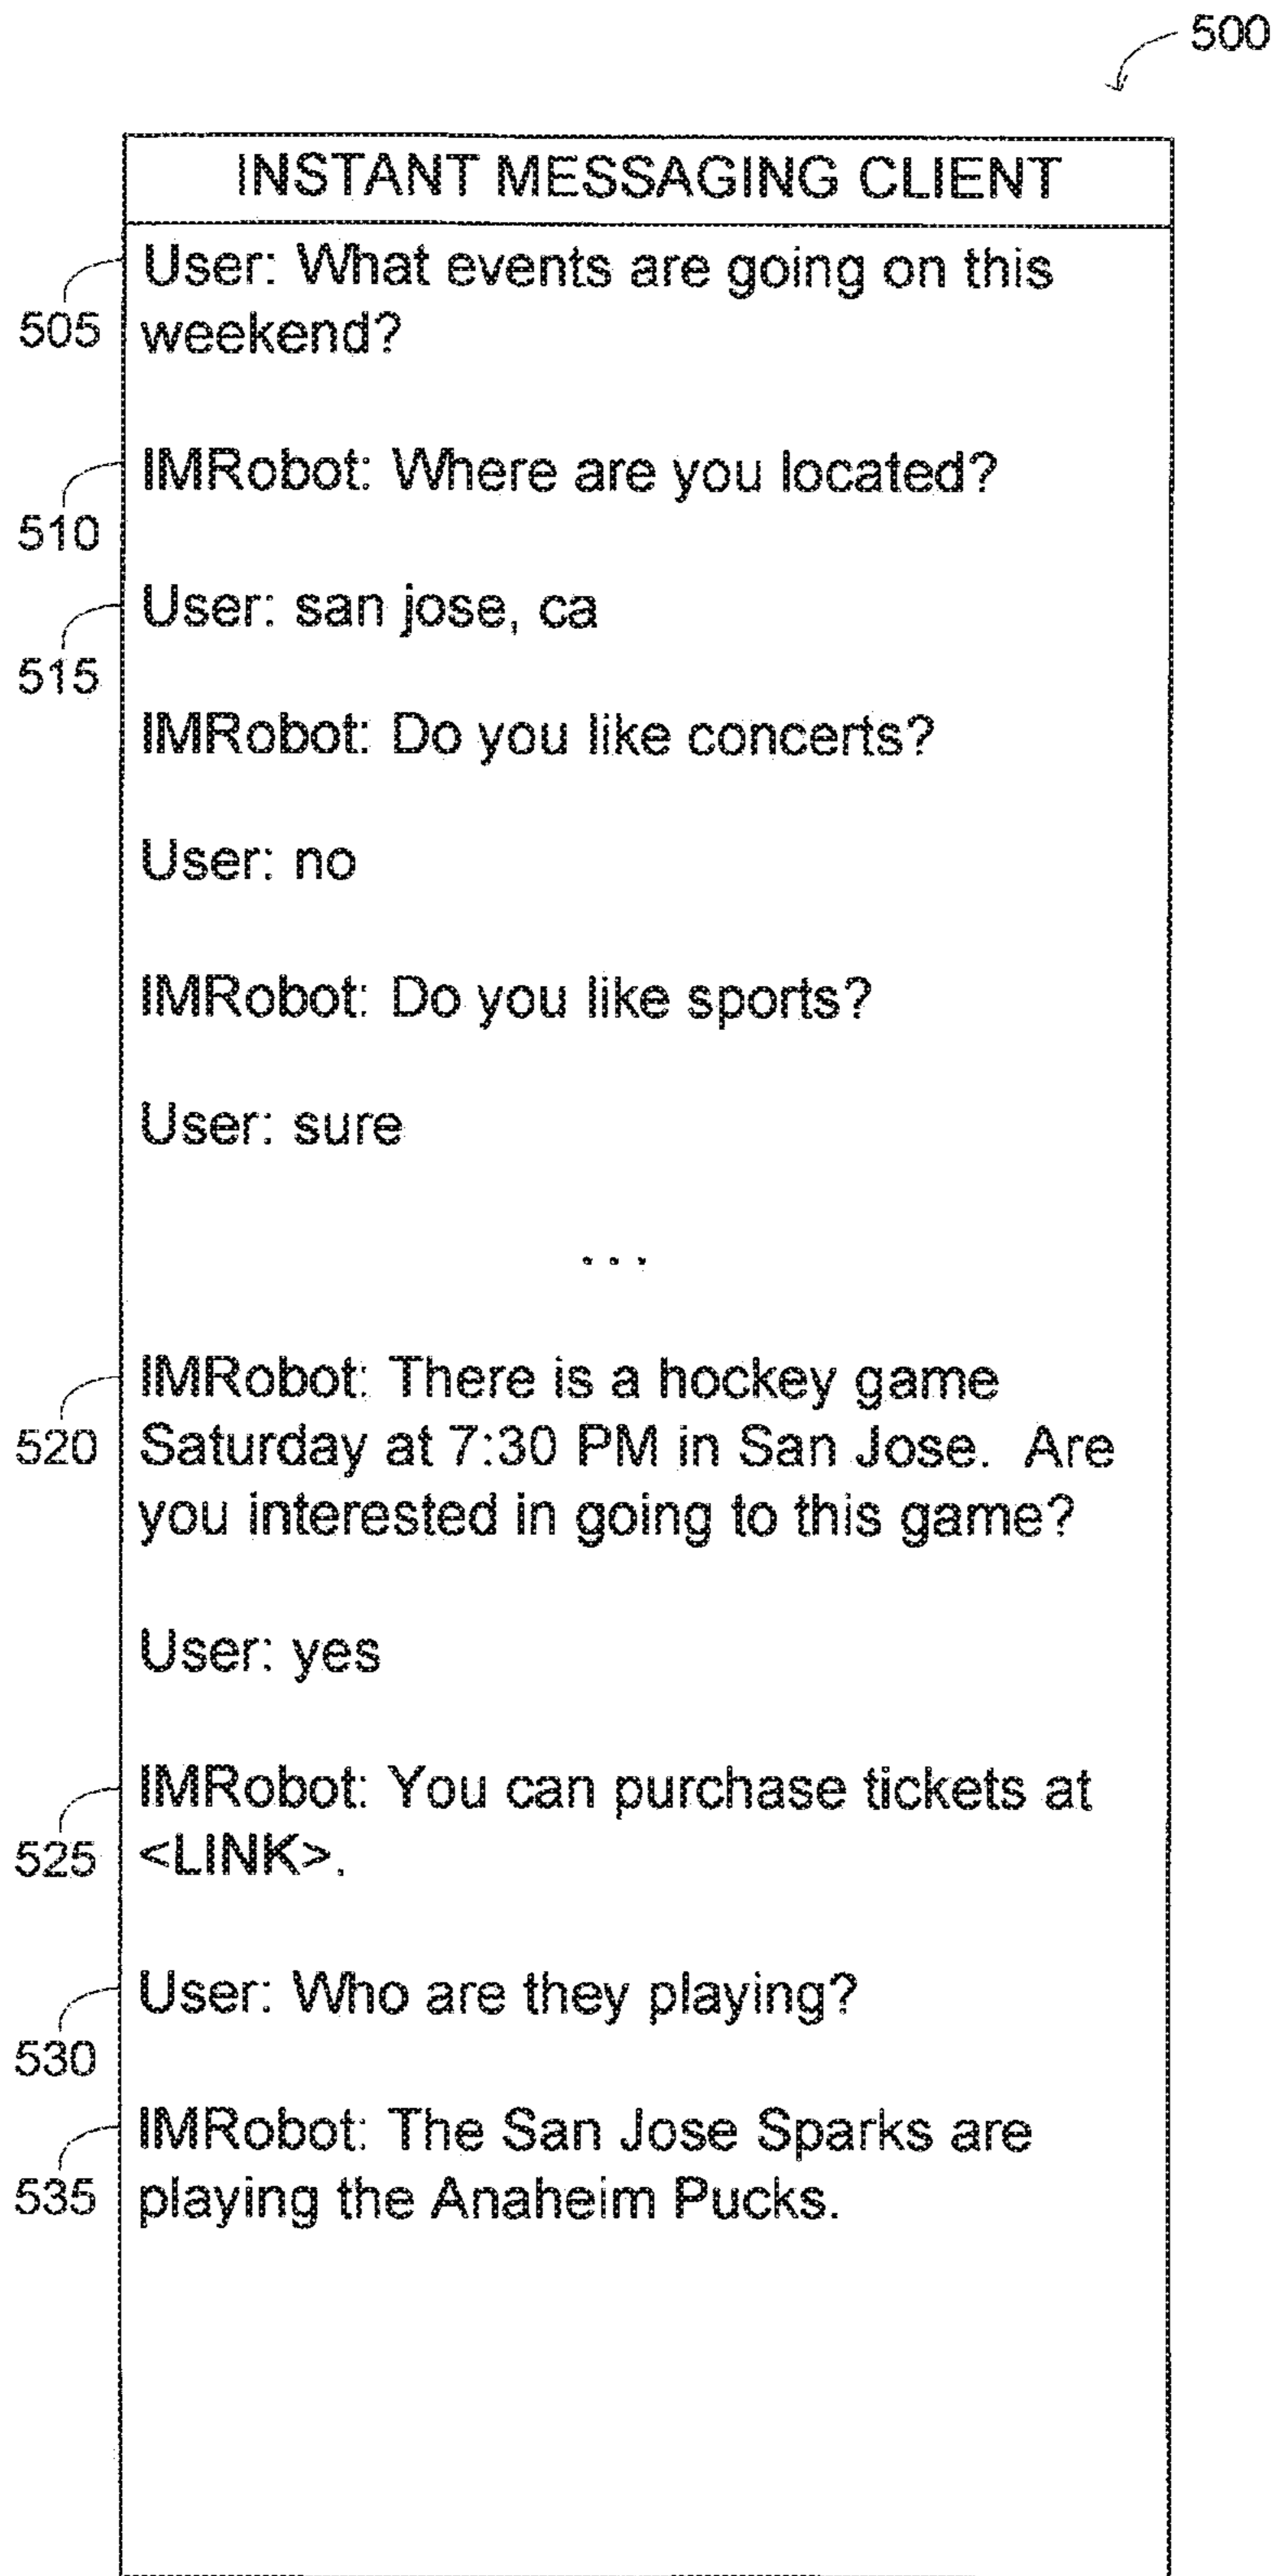 500
INSTANT MESSAGING CLIENT
User: What events are going on this
505 weekend?
IMRobot: Where are you located?
510
User: san jose, ca
515
IMRobot: Do you like concerts?
User: no
IMRobot: Do you like sports?
User: sure
...
IMRobot: There is a hockey game
520 Saturday at 7:30 PM in San Jose. Are
you interested in going to this game?
User: yes
IMRobot: You can purchase tickets at
525 <LINK>.
User: Who are they playing?
530
IMRobot: The San Jose Sparks are
535 playing the Anaheim Pucks.